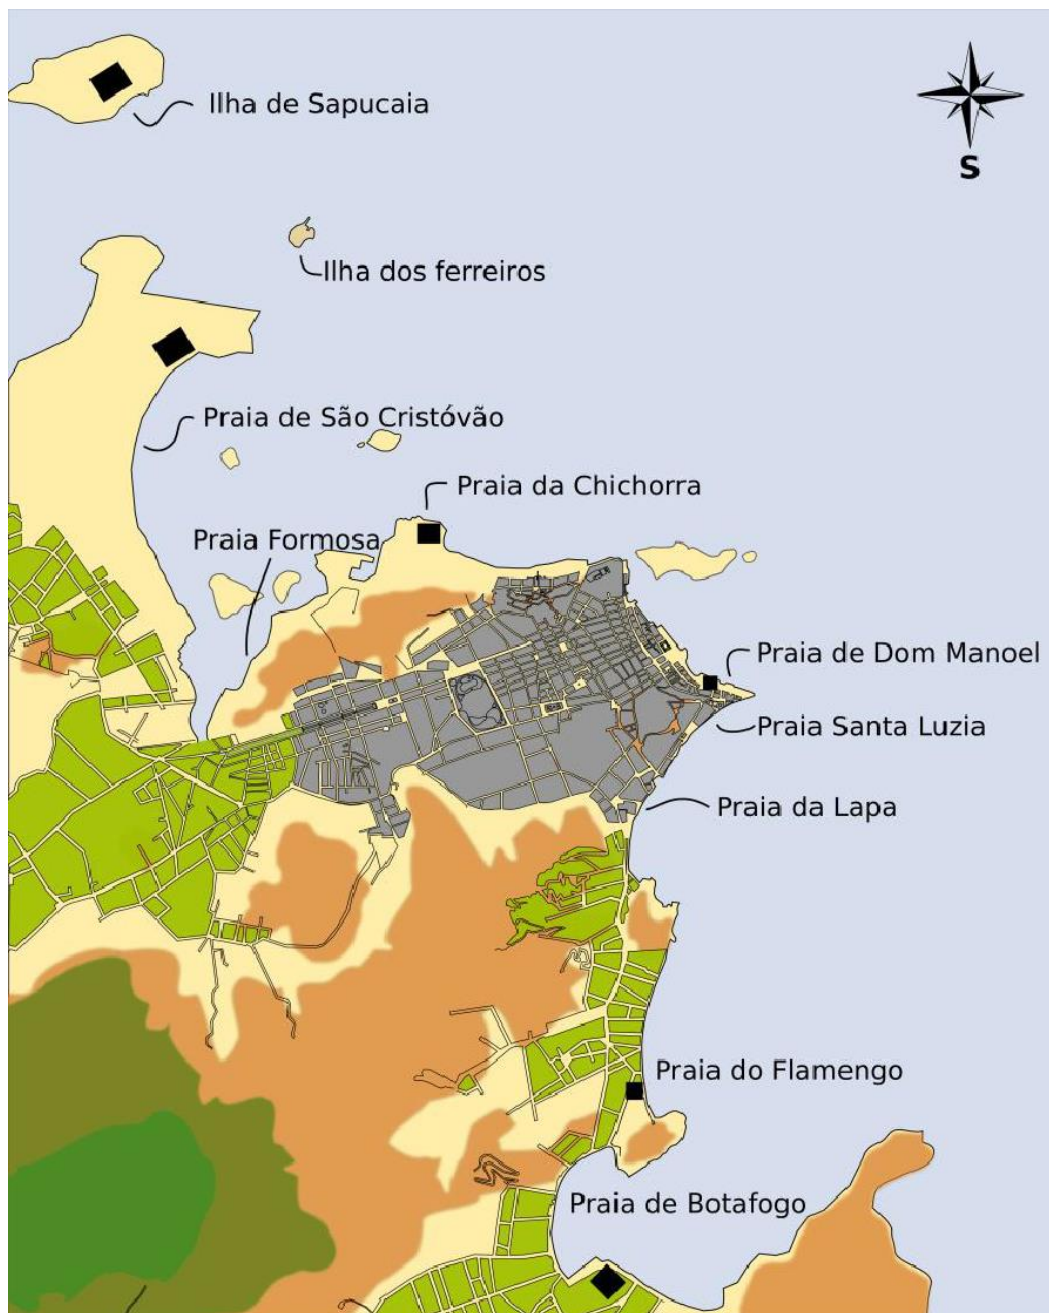 Ilha de Sapucaia
S
Ilha dos ferreiros
Praia de São Cristóvão
Praia da Chichorra
Praia Formosa
Praia de Dom Manoel
Praia Santa Luzia
Praia da Lapa
Praia do Flamengo
Praia de Botafogo